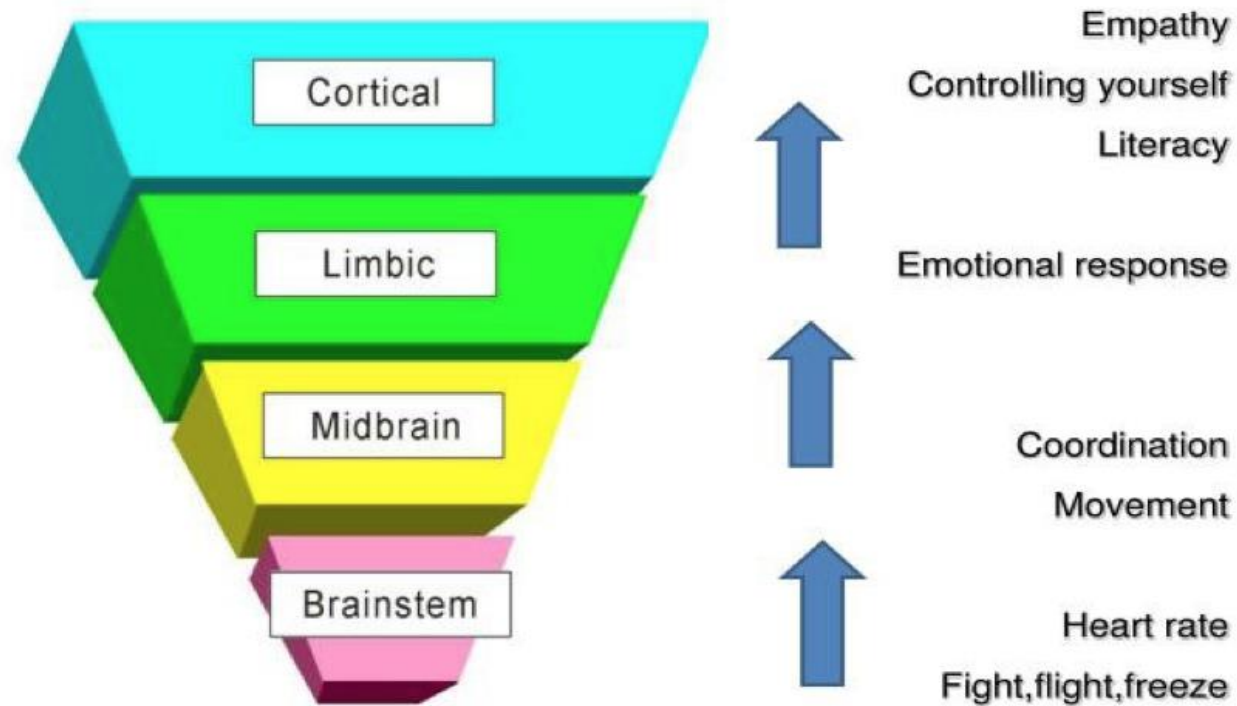 Cortical
Limbic
Midbrain
Brainstem
Empathy
Controlling yourself
Literacy
Emotional response
Coordination
Movement
Heart rate
Fight,flight,freeze